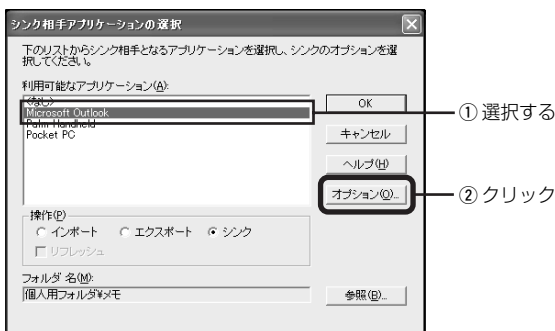 シンク相手アプリケーションの選択
下のリストからシンク相手となるアプリケーションを選択し、シンクのオプションを選
択してください。
利用可能なアプリケーション(A):
<なし>
Microsoft Outlook
Palm Handheld
Pocket PC
OK
キャンセル
ヘルプ(H)
オプション(O)...
①選択する
②クリック
操作(P)
インポート エクスポート シンク
リフレッシュ
フォルダ名(M):
個人用フォルダ¥メモ
参照(B)...